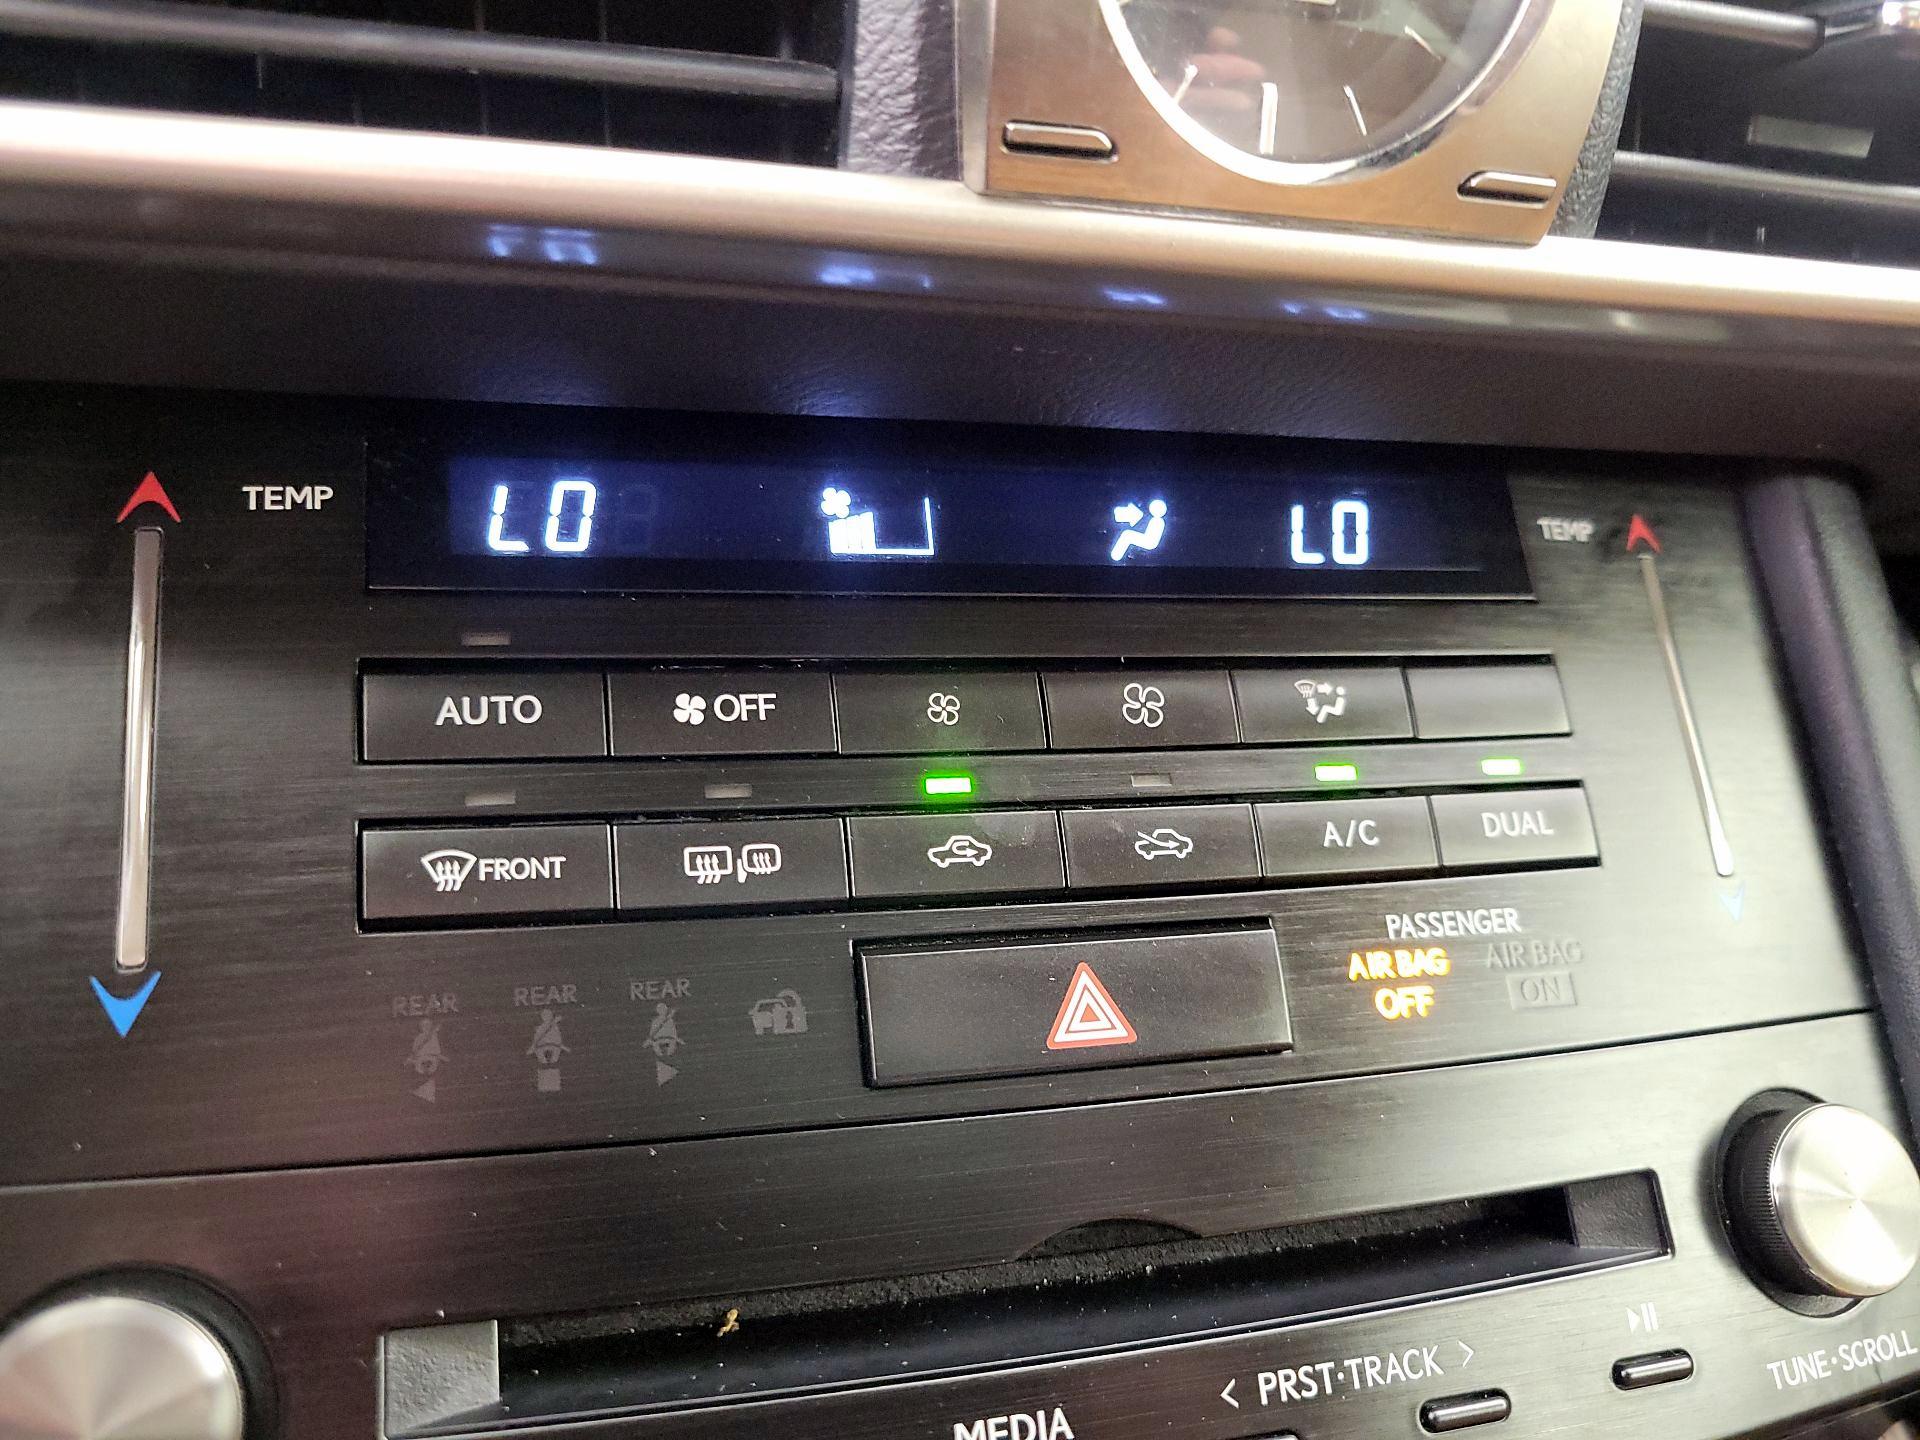 TEMP
LO
LO
TEMP
AUTO
OFF
FRONT
A/C
DUAL
PASSENGER
AIR BAG
OFF
AIR BAG
ON
REAR
REAR
REAR
< PRST·TRACK >
MEDIA
TUNE·SCROLL